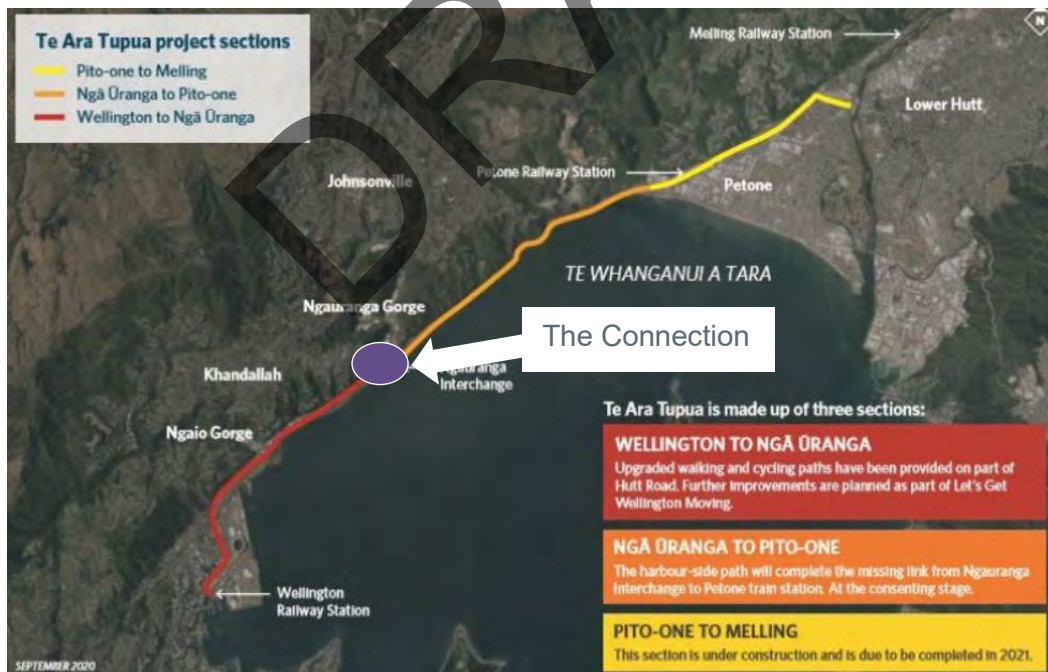 DRA
N
Te Ara Tupua project sections
Pito-one to Melling
Ngā Ūranga to Pito-one
Wellington to Ngā Ūranga
Melling Railway Station
Lower Hutt
Johnsonville
Petone Railway Station
Petone
TE WHANGANUI A TARA
Ngauranga Gorge
The Connection
Ngauranga
Interchange
Khandallah
Ngaio Gorge
Wellington
Railway Station
Te Ara Tupua is made up of three sections:
WELLINGTON TO NGĀ ŪRANGA
Upgraded walking and cycling paths have been provided on part of
Hutt Road. Further improvements are planned as part of Let's Get
Wellington Moving.
NGĀ ŪRANGA TO PITO-ONE
The harbour-side path will complete the missing link from Ngauranga
Interchange to Petone train station. At the consenting stage.
PITO-ONE TO MELLING
This section is under construction and is due to be completed in 2021.
SEPTEMBER 2020